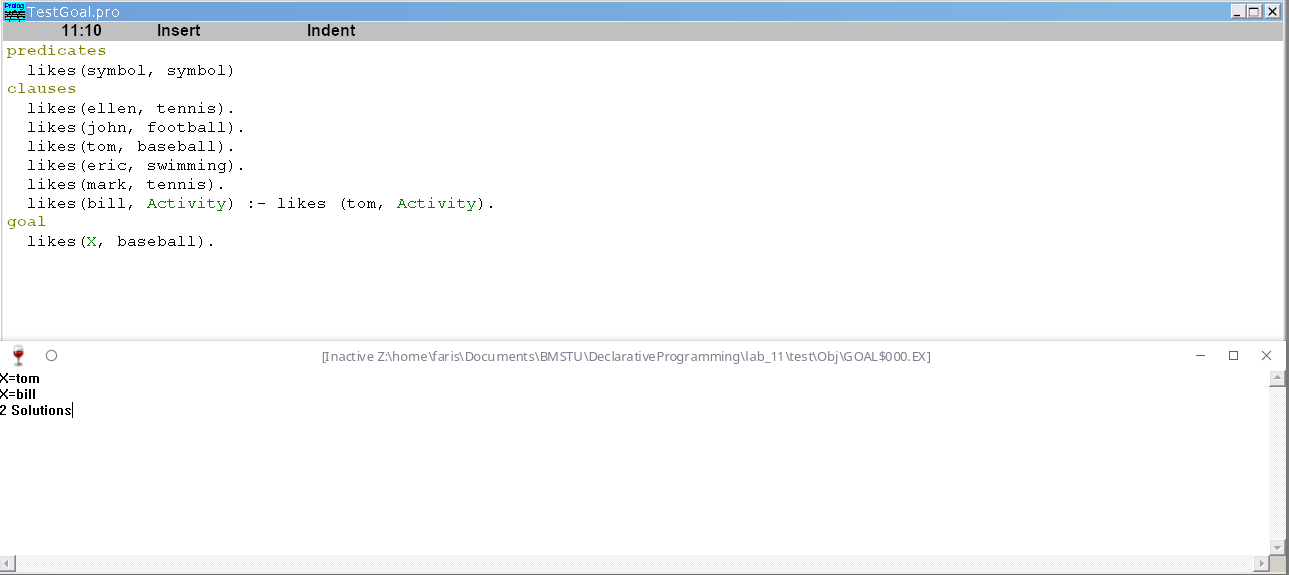 TestGoal.pro
11:10 Insert Indent
predicates
likes(symbol, symbol)
clauses
likes(ellen, tennis).
likes(john, football).
likes(tom, baseball).
likes(eric, swimming).
likes(mark, tennis).
likes(bill, Activity) :- likes (tom, Activity).
goal
likes(X, baseball).
[Inactive Z:\home\faris\Documents\BMSTU\DeclarativeProgramming\lab_11\test\Obj\GOAL$000.EX]
X=tom
X=bill
2 Solutions